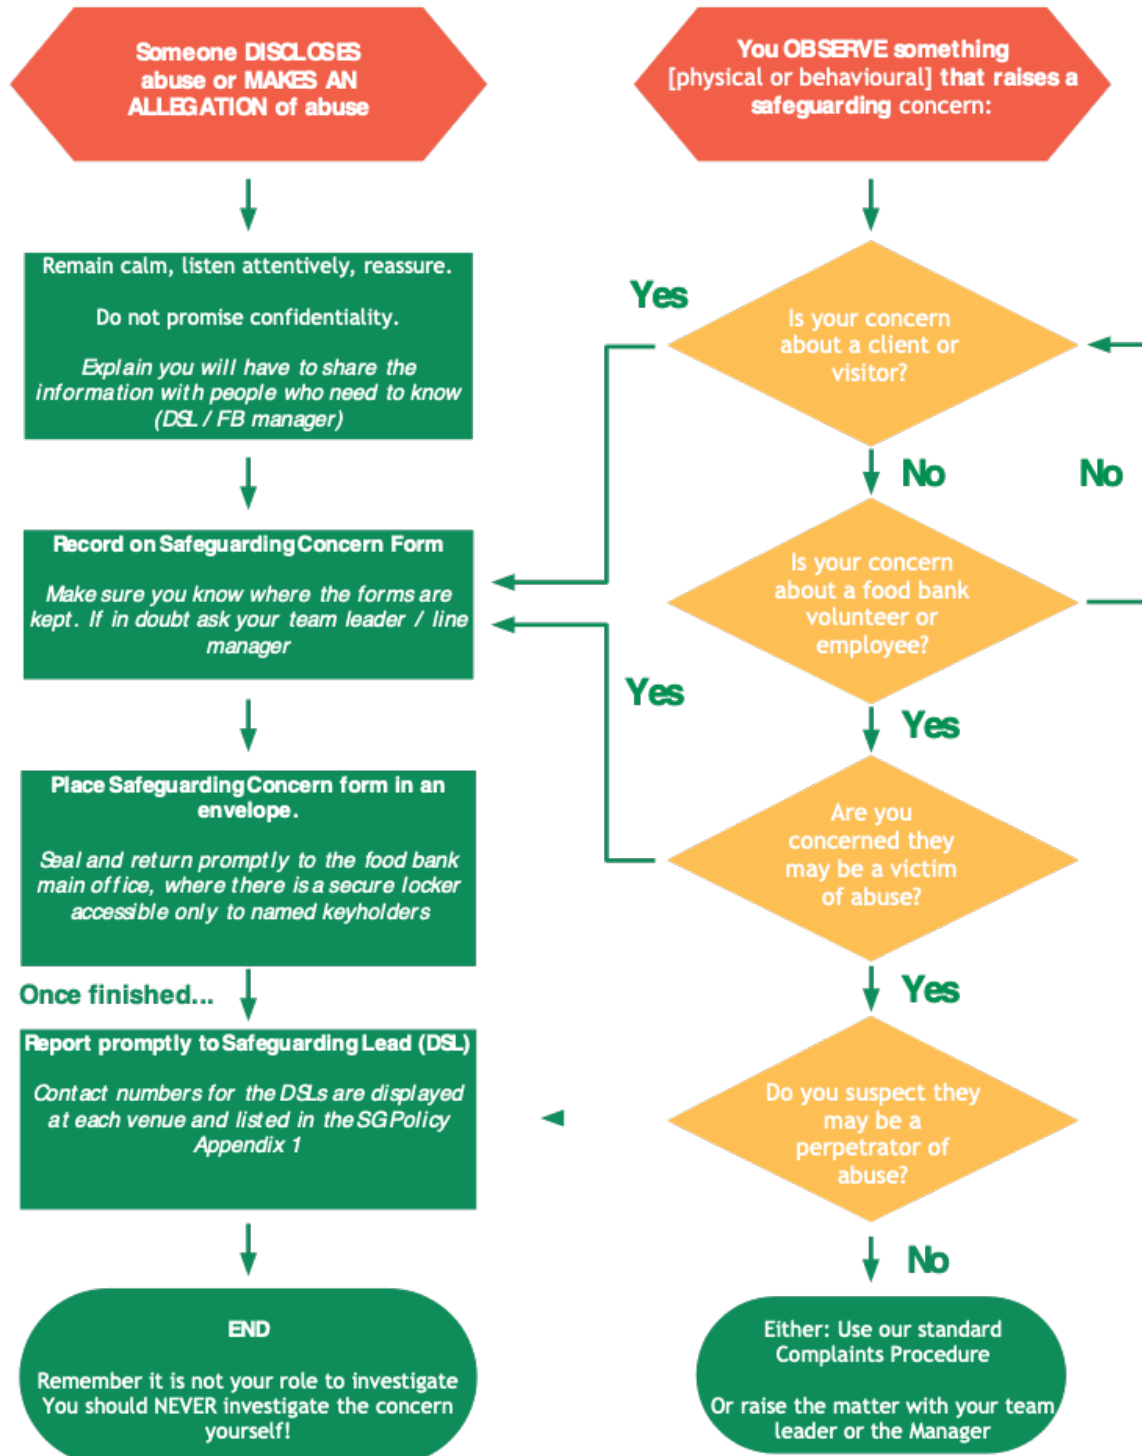 Someone DISCLOSES
abuse or MAKES AN
ALLEGATION of abuse
Remain calm, listen attentively, reassure.
Do not promise confidentiality.
Explain you will have to share the
information with people who need to know
(DSL / FB manager)
Record on Safeguarding Concern Form
Make sure you know where the forms are
kept. If in doubt ask your team leader / line
manager
Place Safeguarding Concern form in an
envelope.
Seal and return promptly to the food bank
main office, where there is a secure locker
accessible only to named keyholders
Once finished...
Report promptly to Safeguarding Lead (DSL)
Contact numbers for the DSLs are displayed
at each venue and listed in the SG Policy
Appendix 1
END
Remember it is not your role to investigate
You should NEVER investigate the concern
yourself!
You OBSERVE something
[physical or behavioural] that raises a
safeguarding concern:
Yes
Is your concern
about a client or
visitor?
No
No
Is your concern
about a food bank
volunteer or
employee?
Yes
Yes
Are you
concerned they
may be a victim
of abuse?
Yes
Do you suspect they
may be a
perpetrator of
abuse?
No
Either: Use our standard
Complaints Procedure
Or raise the matter with your team
leader or the Manager